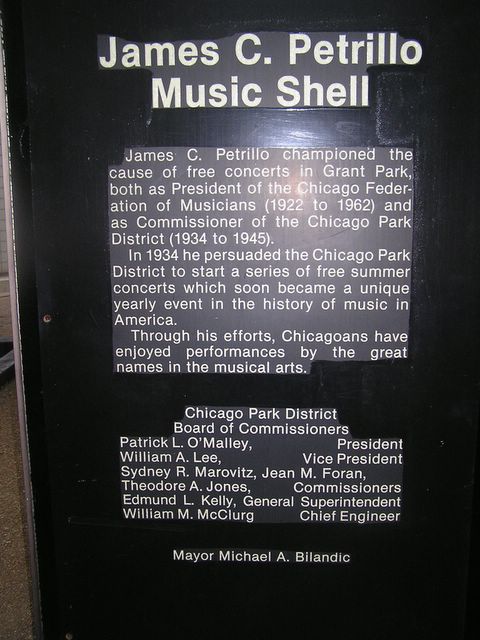 James C. Petrillo
Music Shell
James C. Petrillo championed the
cause of free concerts in Grant Park,
both as President of the Chicago Feder-
ation of Musicians (1922 to 1962) and
as Commissioner of the Chicago Park
District (1934 to 1945).
In 1934 he persuaded the Chicago Park
District to start a series of free summer
concerts which soon became a unique
yearly event in the history of music in
America.
Through his efforts, Chicagoans have
enjoyed performances by the great
names in the musical arts.
Chicago Park District
Board of Commissioners
Patrick L. O'Malley, President
William A. Lee, Vice President
Sydney R. Marovitz, Jean M. Foran,
Theodore A. Jones, Commissioners
Edmund L. Kelly, General Superintendent
William M. McClurg Chief Engineer
Mayor Michael A. Bilandic